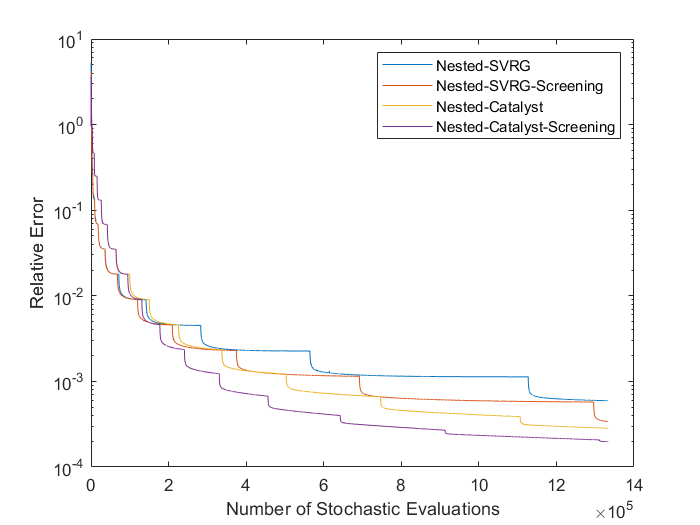 10^1
10^0
10^-1
10^-2
10^-3
10^-4
Relative Error
Nested-SVRG
Nested-SVRG-Screening
Nested-Catalyst
Nested-Catalyst-Screening
0 2 4 6 8 10 12 14
Number of Stochastic Evaluations
×10^5